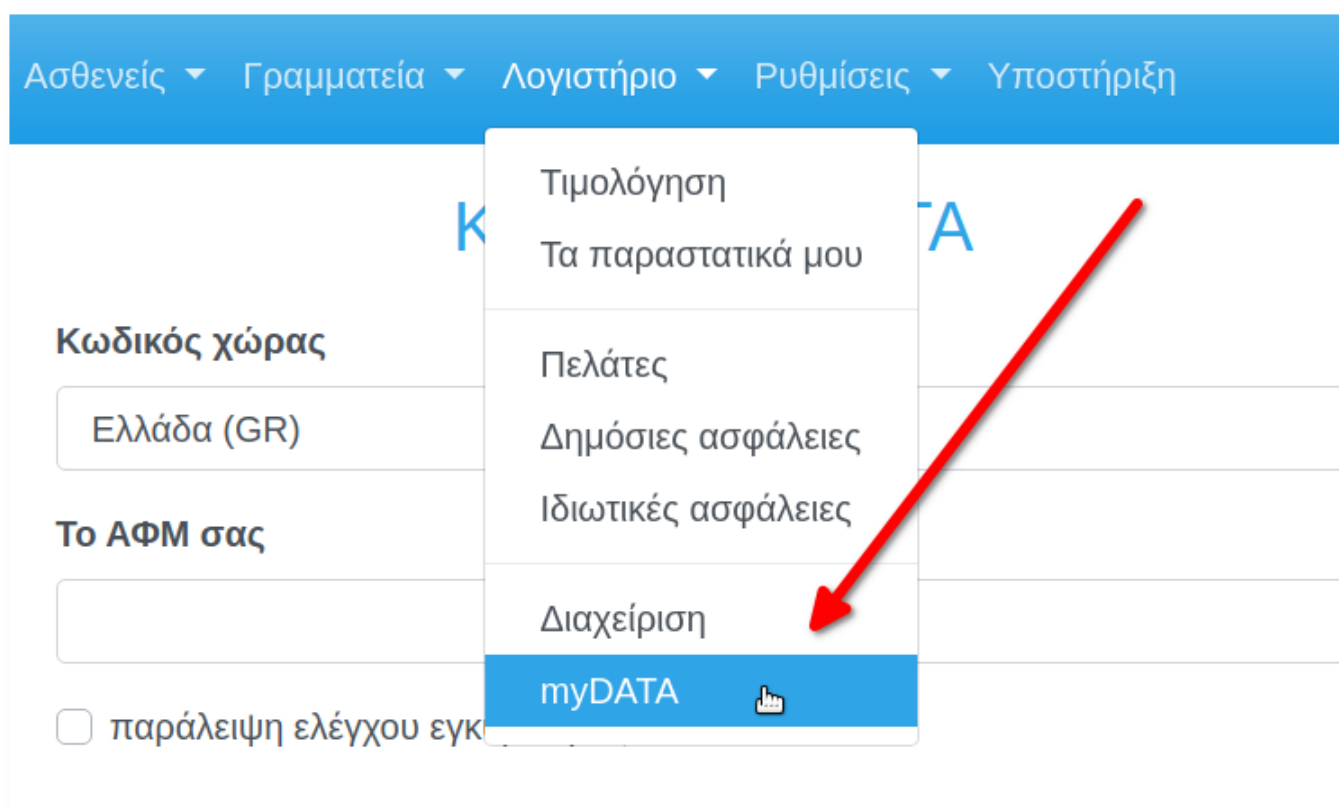 Ασθενείς Γραμματεία Λογιστήριο Ρυθμίσεις Υποστήριξη
Τιμολόγηση
Τα παραστατικά μου
Κωδικός χώρας
Πελάτες
Ελλάδα (GR)
Δημόσιες ασφάλειες
Ιδιωτικές ασφάλειες
Το ΑΦΜ σας
Διαχείριση
myDATA
παράλειψη ελέγχου